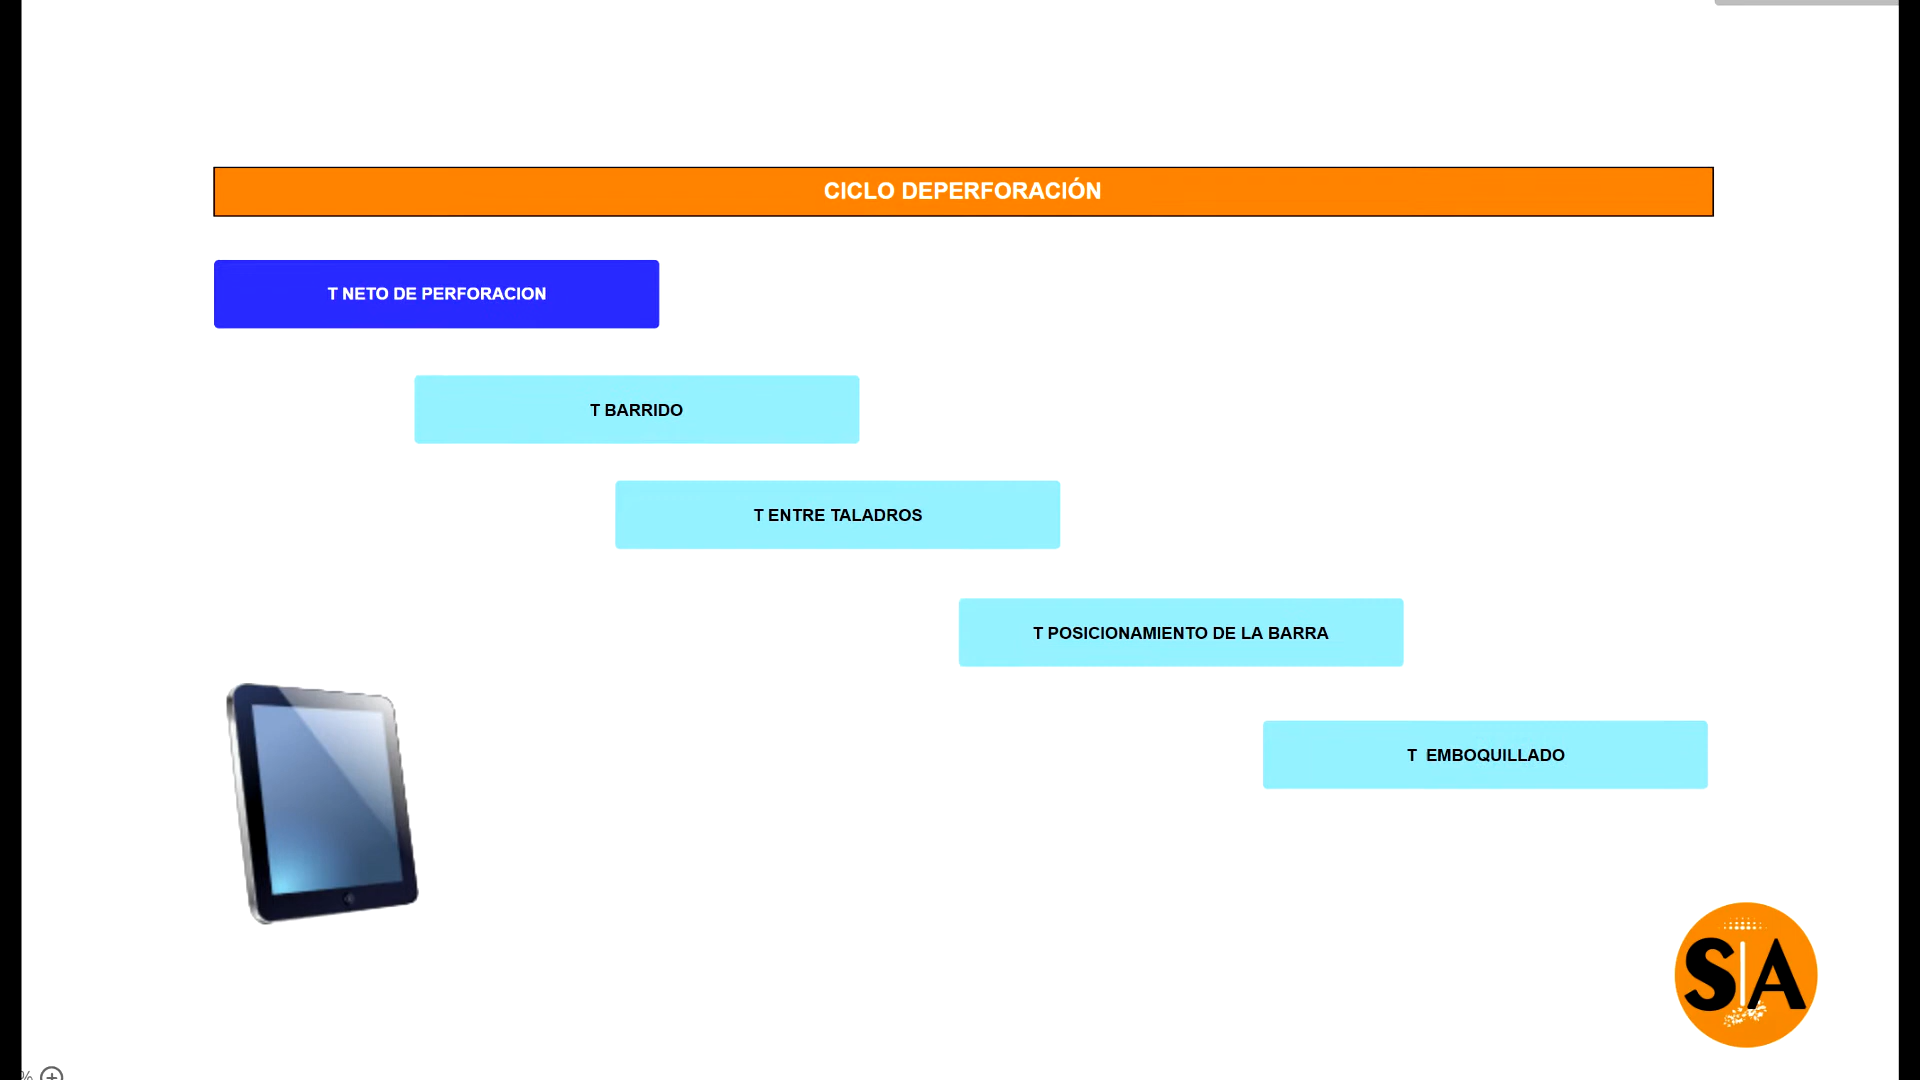 CICLO DEPERFORACIÓN
T NETO DE PERFORACION
T BARRIDO
T ENTRE TALADROS
T POSICIONAMIENTO DE LA BARRA
T EMBOQUILLADO
S|A
%